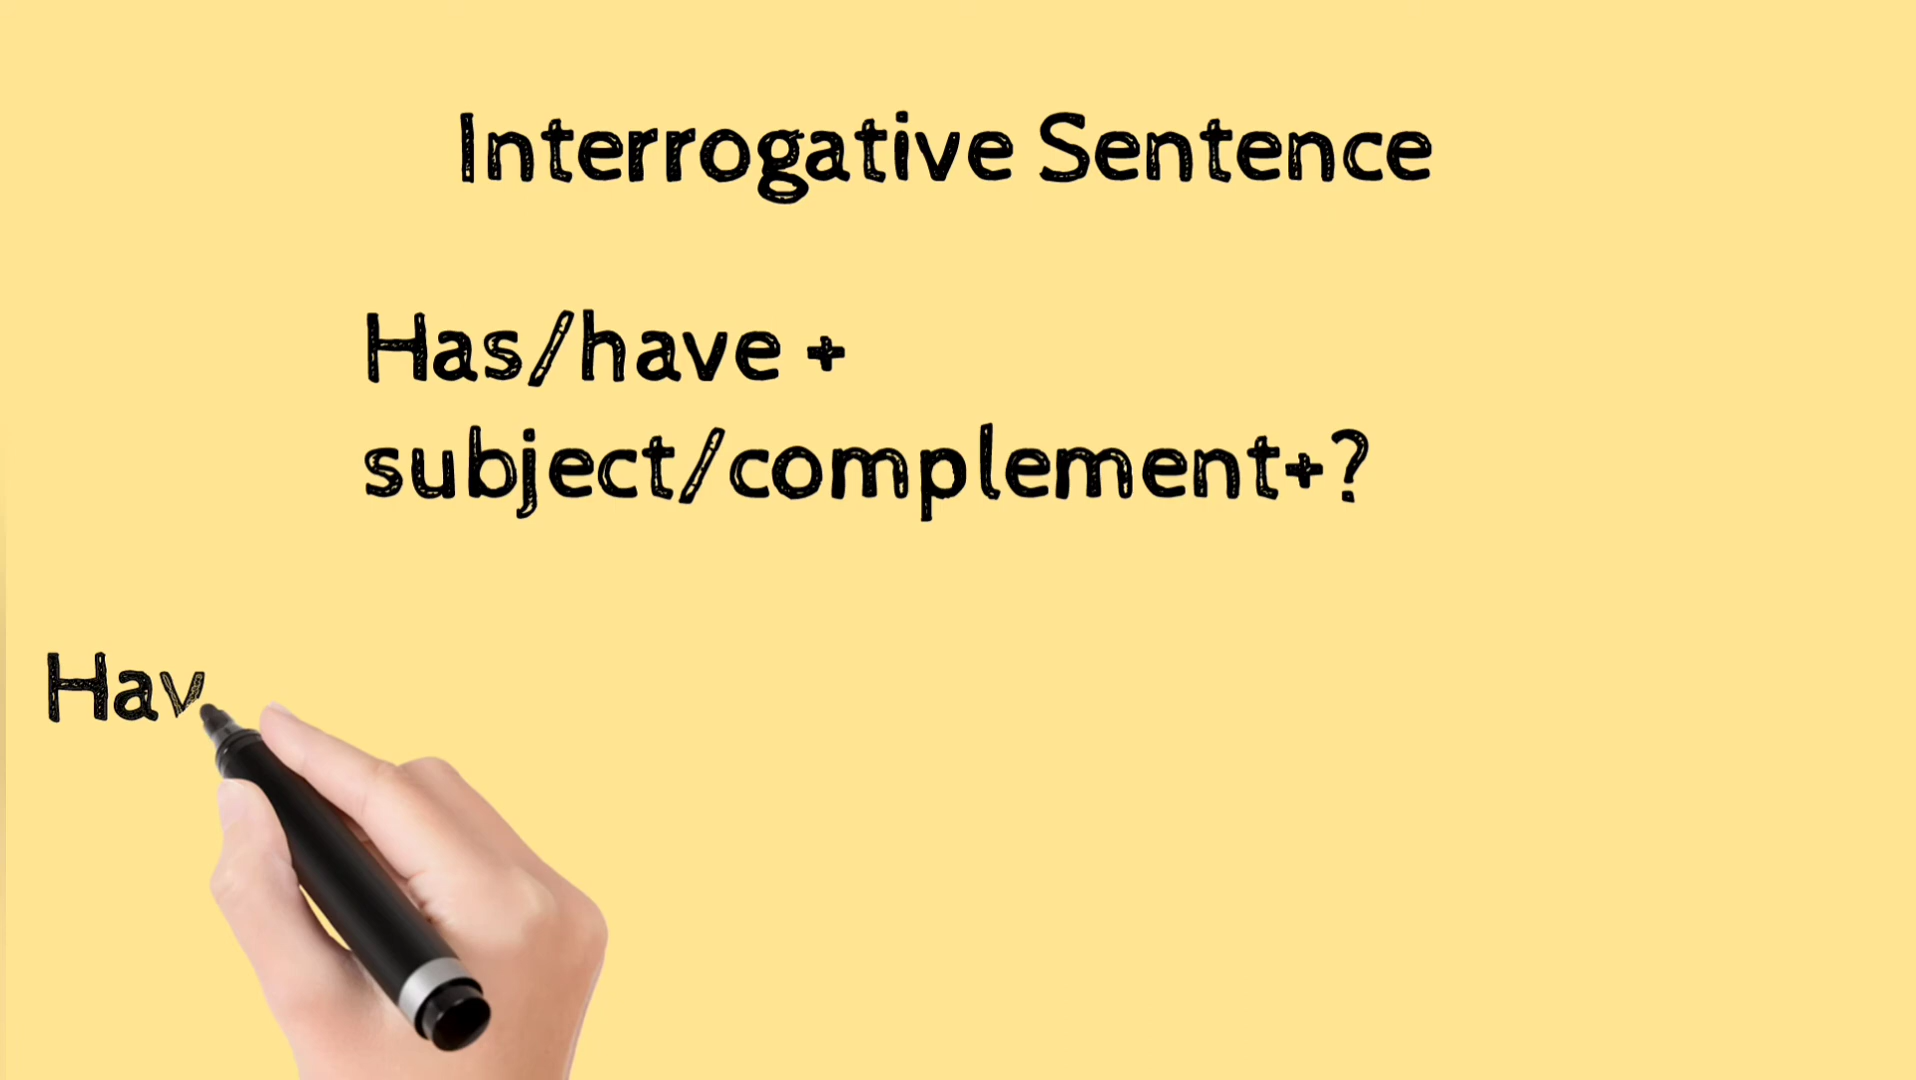 Interrogative Sentence
Has/have +
subject/complement+?
Hav